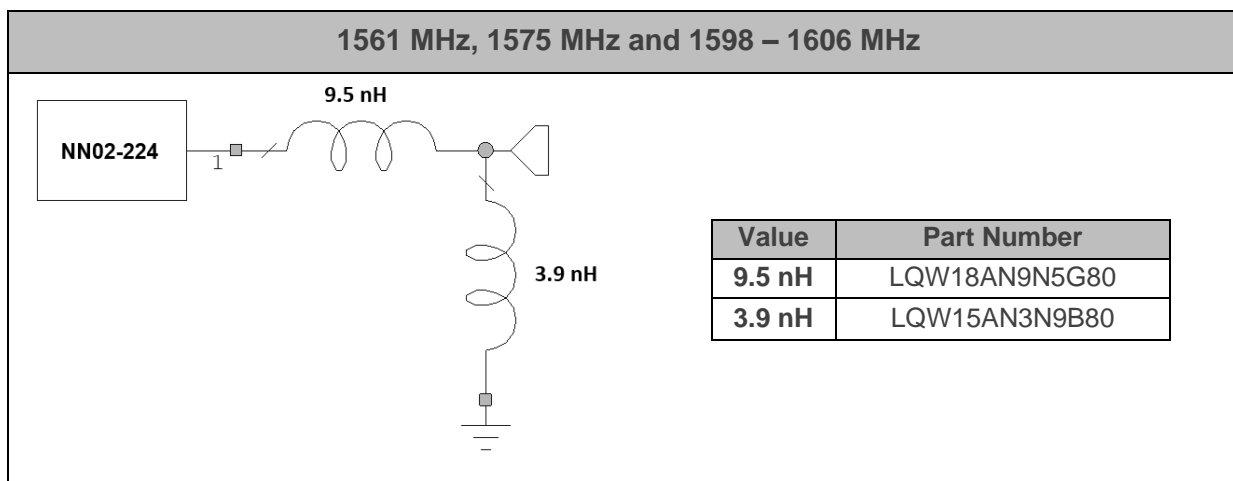 1561 MHz, 1575 MHz and 1598 – 1606 MHz
9.5 nH
NN02-224
1
3.9 nH
Value Part Number
9.5 nH LQW18AN9N5G80
3.9 nH LQW15AN3N9B80